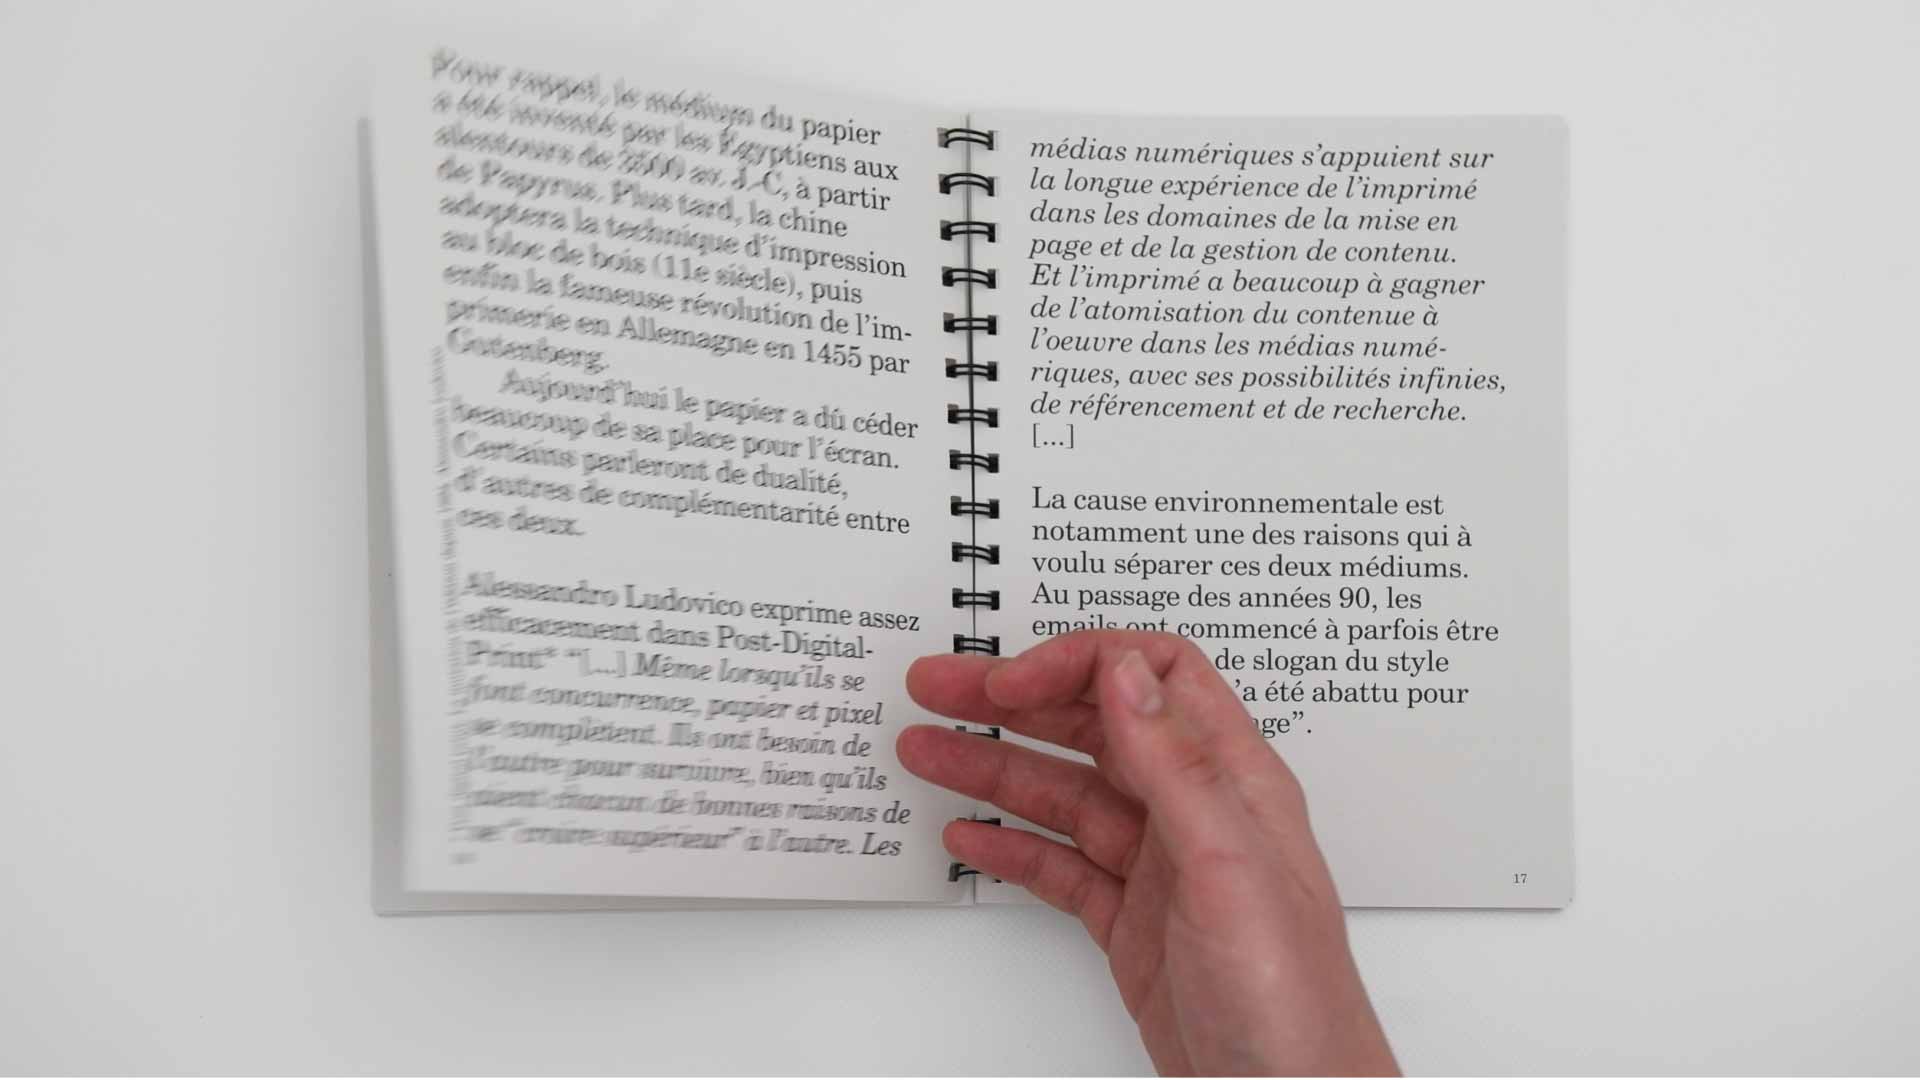 Pour rappel, le médium du papier
a été inventé par les Égyptiens aux
alentours de 2500 av. J.-C, à partir
de Papyrus. Plus tard, la chine
adoptera la technique d’impression
au bloc de bois (11e siècle), puis
enfin la fameuse révolution de l’im-
primerie en Allemagne en 1455 par
Gutenberg.
Aujourd’hui le papier a dû céder
beaucoup de sa place pour l’écran.
Certains parleront de dualité,
d’autres de complémentarité entre
ces deux.
Alessandro Ludovico exprime assez
efficacement dans Post-Digital-
Print* “[...] Même lorsqu’ils se
font concurrence, papier et pixel
se complètent. Ils ont besoin de
l’autre pour survivre, bien qu’ils
aient chacun de bonnes raisons de
se “croire supérieur” à l’autre. Les
médias numériques s’appuient sur
la longue expérience de l’imprimé
dans les domaines de la mise en
page et de la gestion de contenu.
Et l’imprimé a beaucoup à gagner
de l’atomisation du contenue à
l’oeuvre dans les médias numé-
riques, avec ses possibilités infinies,
de référencement et de recherche.
[...]
La cause environnementale est
notamment une des raisons qui à
voulu séparer ces deux médiums.
Au passage des années 90, les
emails ont commencé à parfois être
de slogan du style
’a été abattu pour
age”.
17